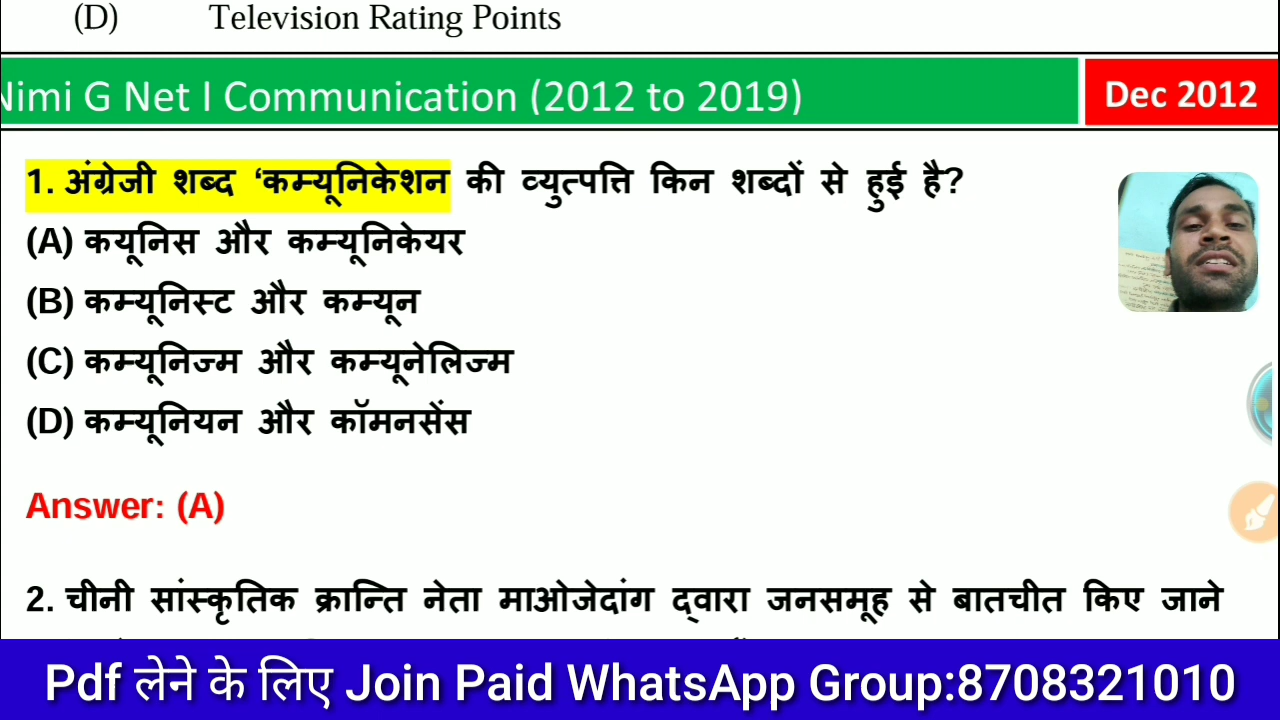 (D) Television Rating Points
Nimi G Net I Communication (2012 to 2019) Dec 2012
1. अंग्रेजी शब्द ‘कम्यूनिकेशन की व्युत्पत्ति किन शब्दों से हुई है?
(A) कयूनिस और कम्यूनिकेयर
(B) कम्यूनिस्ट और कम्यून
(C) कम्यूनिज्म और कम्यूनेलिज्म
(D) कम्यूनियन और कॉमनसेंस
Answer: (A)
2. चीनी सांस्कृतिक क्रान्ति नेता माओजेदांग द्वारा जनसमूह से बातचीत किए जाने
Pdf लेने के लिए Join Paid WhatsApp Group:8708321010